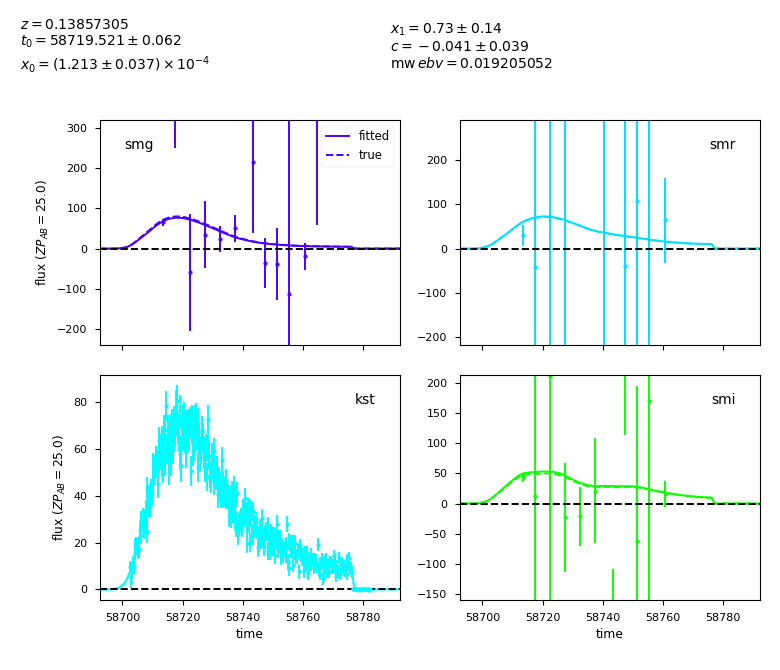 z = 0.13857305
t₀ = 58719.521 ± 0.062
x₀ = (1.213 ± 0.037) × 10⁻⁴
x₁ = 0.73 ± 0.14
c = −0.041 ± 0.039
mw ebv = 0.019205052
smg
fitted
true
300
200
100
0
−100
−200
flux (ZP_AB = 25.0)
smr
200
100
0
−100
−200
kst
80
60
40
20
0
flux (ZP_AB = 25.0)
58700 58720 58740 58760 58780
time
smi
200
150
100
50
0
−50
−100
−150
58700 58720 58740 58760 58780
time